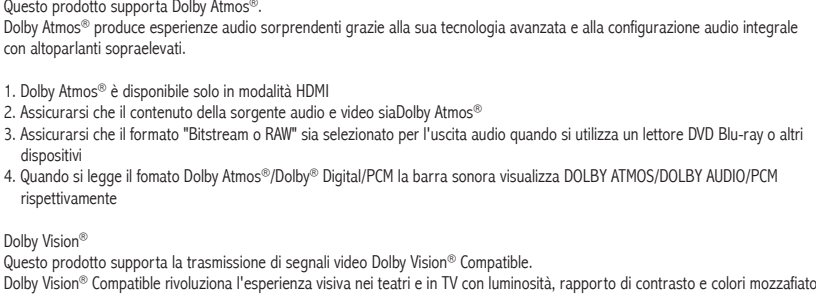 Questo prodotto supporta Dolby Atmos®.
Dolby Atmos® produce esperienze audio sorprendenti grazie alla sua tecnologia avanzata e alla configurazione audio integrale
con altoparlanti sopraelevati.
1. Dolby Atmos® è disponibile solo in modalità HDMI
2. Assicurarsi che il contenuto della sorgente audio e video siaDolby Atmos®
3. Assicurarsi che il formato "Bitstream o RAW" sia selezionato per l'uscita audio quando si utilizza un lettore DVD Blu-ray o altri
dispositivi
4. Quando si legge il fomato Dolby Atmos®/Dolby® Digital/PCM la barra sonora visualizza DOLBY ATMOS/DOLBY AUDIO/PCM
rispettivamente
Dolby Vision®
Questo prodotto supporta la trasmissione di segnali video Dolby Vision® Compatible.
Dolby Vision® Compatible rivoluziona l'esperienza visiva nei teatri e in TV con luminosità, rapporto di contrasto e colori mozzafiato